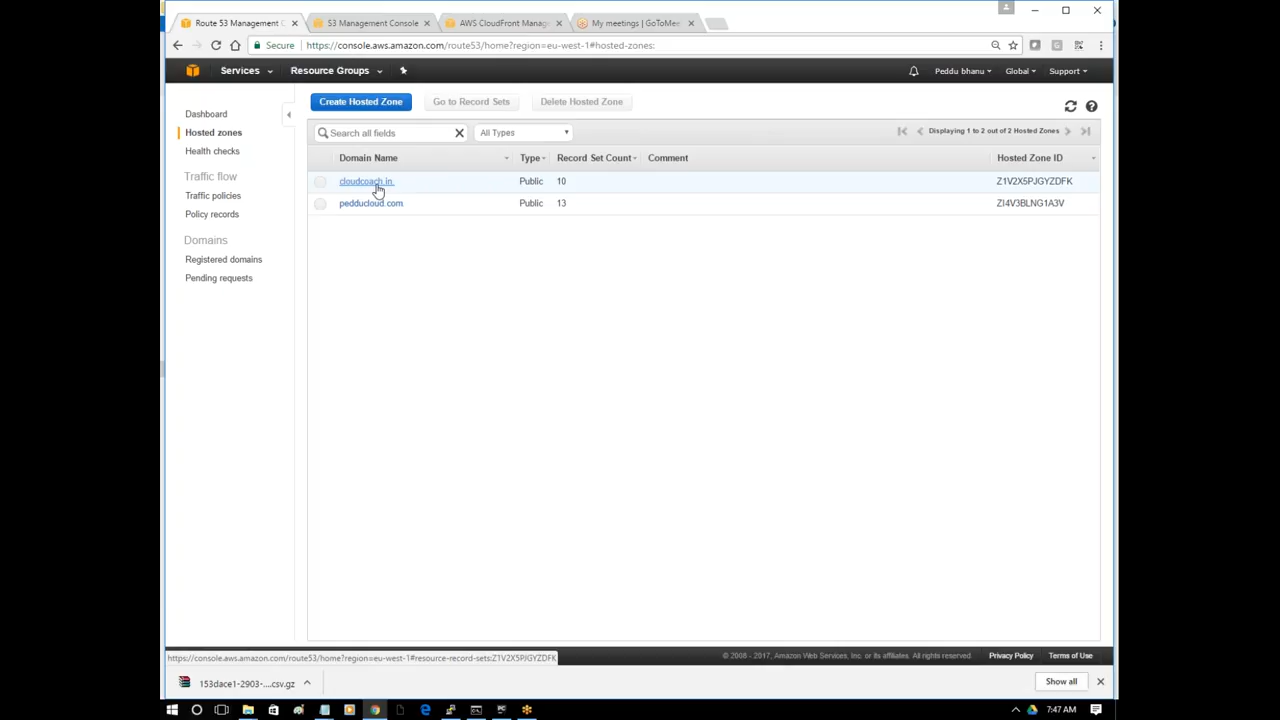 Route 53 Management C
S3 Management Console
AWS CloudFront Manag
My meetings | GoToMee
Secure
https://console.aws.amazon.com/route53/home?region=eu-west-1#hosted-zones:
Services
Resource Groups
Peddu bhanu
Global
Support
Dashboard
Hosted zones
Health checks
Traffic flow
Traffic policies
Policy records
Domains
Registered domains
Pending requests
Create Hosted Zone
Go to Record Sets
Delete Hosted Zone
Search all fields
All Types
Displaying 1 to 2 out of 2 Hosted Zones
Domain Name
Type
Record Set Count
Comment
Hosted Zone ID
cloudcoach.in.
Public
10
Z1V2X5PJGYZDFK
pedducloud.com.
Public
13
ZI4V3BLNG1A3V
https://console.aws.amazon.com/route53/home?region=eu-west-1#resource-record-sets:Z1V2X5PJGYZDFK
© 2008 - 2017, Amazon Web Services, Inc. or its affiliates. All rights reserved.
Privacy Policy
Terms of Use
153dace1-2903-....csv.gz
Show all
7:47 AM